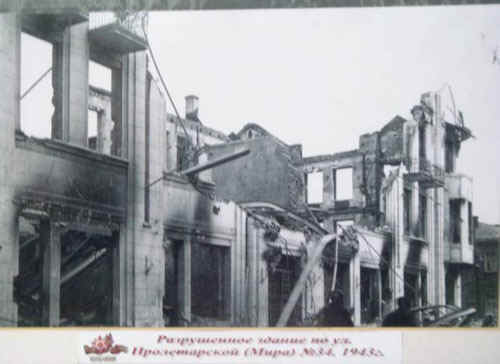 Разрушенное здание по ул.
Пролетарской (Мира) №34, 1943г.